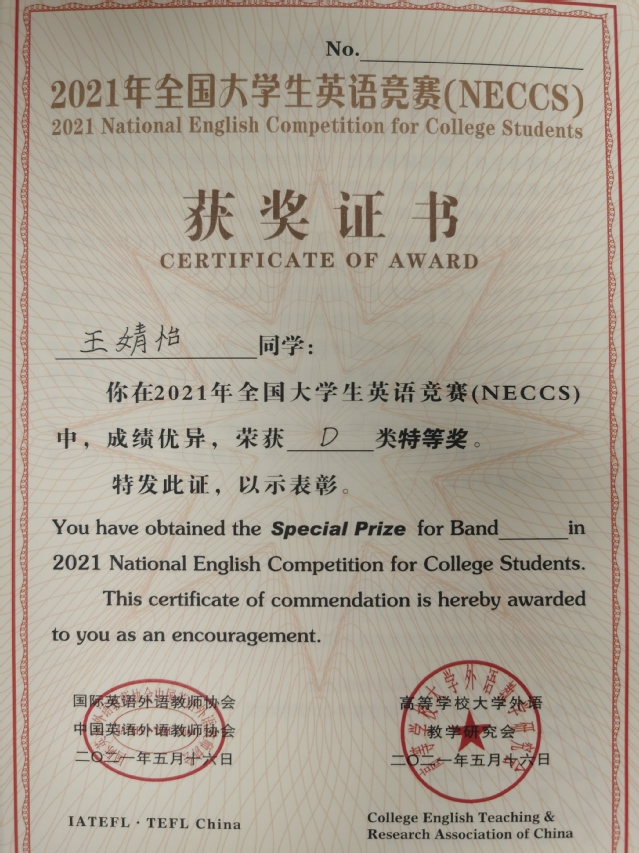 No.
2021年全国大学生英语竞赛(NECCS)
2021 National English Competition for College Students
获奖证书
CERTIFICATE OF AWARD
王婧怡 同学：
你在2021年全国大学生英语竞赛(NECCS)
中，成绩优异，荣获 D 类特等奖。
特发此证，以示表彰。
You have obtained the Special Prize for Band in
2021 National English Competition for College Students.
This certificate of commendation is hereby awarded
to you as an encouragement.
国际英语外语教师协会
中国英语外语教师协会
二〇二一年五月十六日
IATEFL · TEFL China
高等学校大学外语
教学研究会
二〇二一年五月十六日
College English Teaching &
Research Association of China